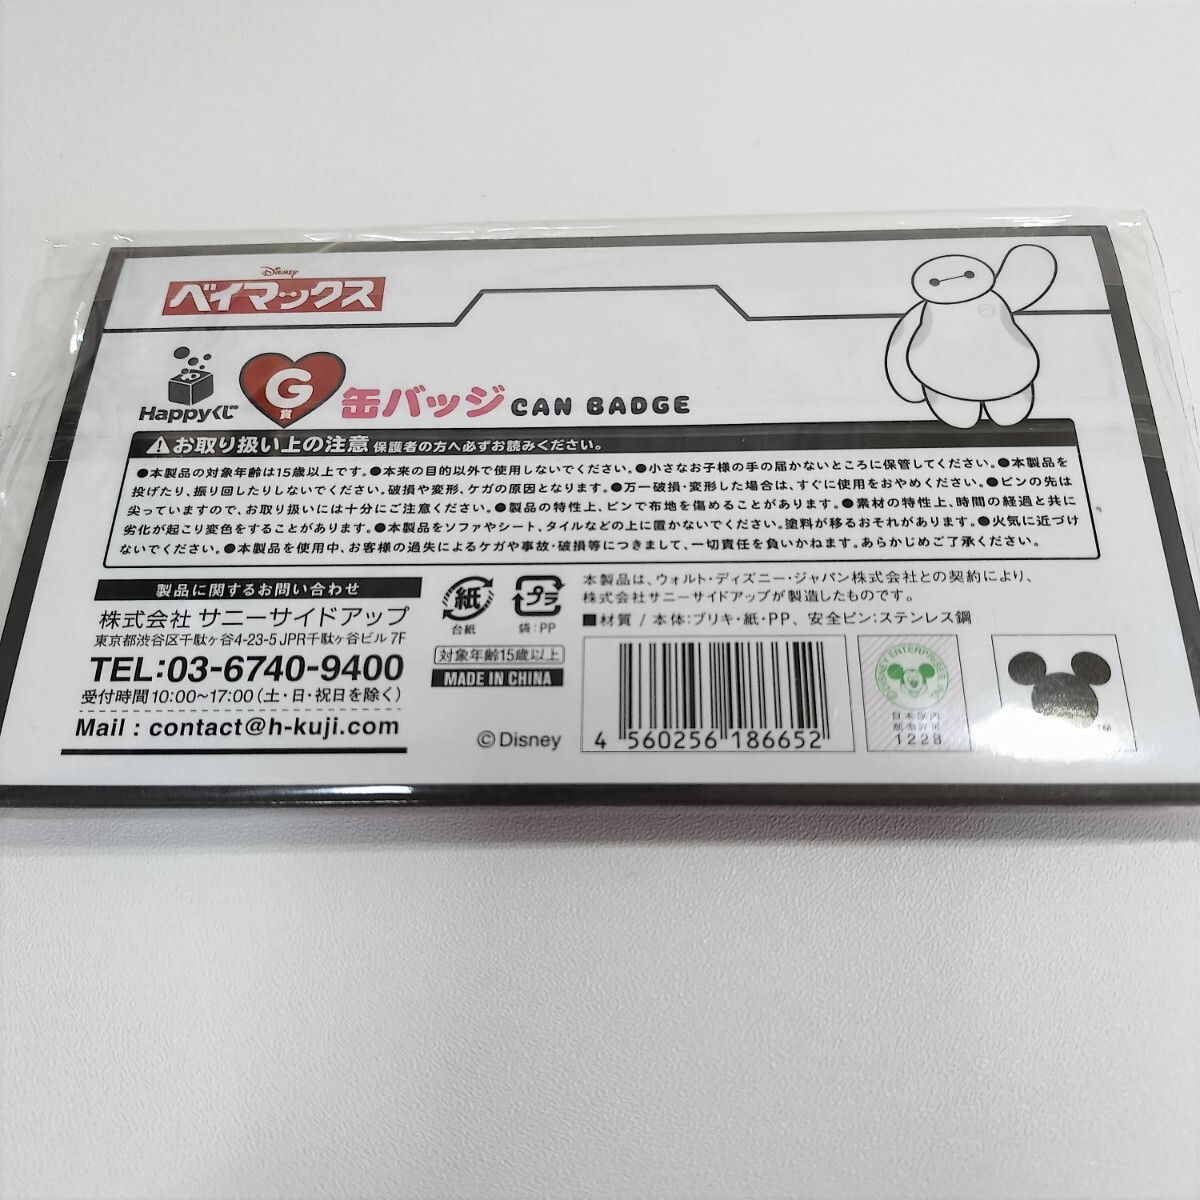 Disney
ベイマックス
Happyくじ
G賞
缶バッジ CAN BADGE
⚠お取り扱い上の注意 保護者の方へ必ずお読みください。
●本製品の対象年齢は15歳以上です。●本来の目的以外で使用しないでください。●小さなお子様の手の届かないところに保管してください。●本製品を
投げたり、振り回したりしないでください。破損や変形、ケガの原因となります。●万一破損・変形した場合は、すぐに使用をおやめください。●ピンの先は
尖っていますので、お取り扱いには十分にご注意ください。●製品の特性上、ピンで布地を傷めることがあります。●素材の特性上、時間の経過と共に
劣化が起こり変色をすることがあります。●本製品をソファやシート、タイルなどの上に置かないでください。塗料が移るおそれがあります。●火気に近づけ
ないでください。●本製品を使用中、お客様の過失によるケガや事故・破損等につきまして、一切責任を負いかねます。あらかじめご了承ください。
製品に関するお問い合わせ
株式会社 サニーサイドアップ
東京都渋谷区千駄ヶ谷4-23-5 JPR千駄ヶ谷ビル 7F
TEL:03-6740-9400
受付時間10:00〜17:00(土・日・祝日を除く)
Mail : contact@h-kuji.com
紙
台紙
プラ
袋:PP
対象年齢15歳以上
MADE IN CHINA
©Disney
本製品は、ウォルト・ディズニー・ジャパン株式会社との契約により、
株式会社サニーサイドアップが製造したものです。
■材質 / 本体:ブリキ・紙・PP、安全ピン:ステンレス鋼
4 560256 186652
©DISNEY ENTERPRISES, INC.
日本国内
頒布許諾
1228
TM